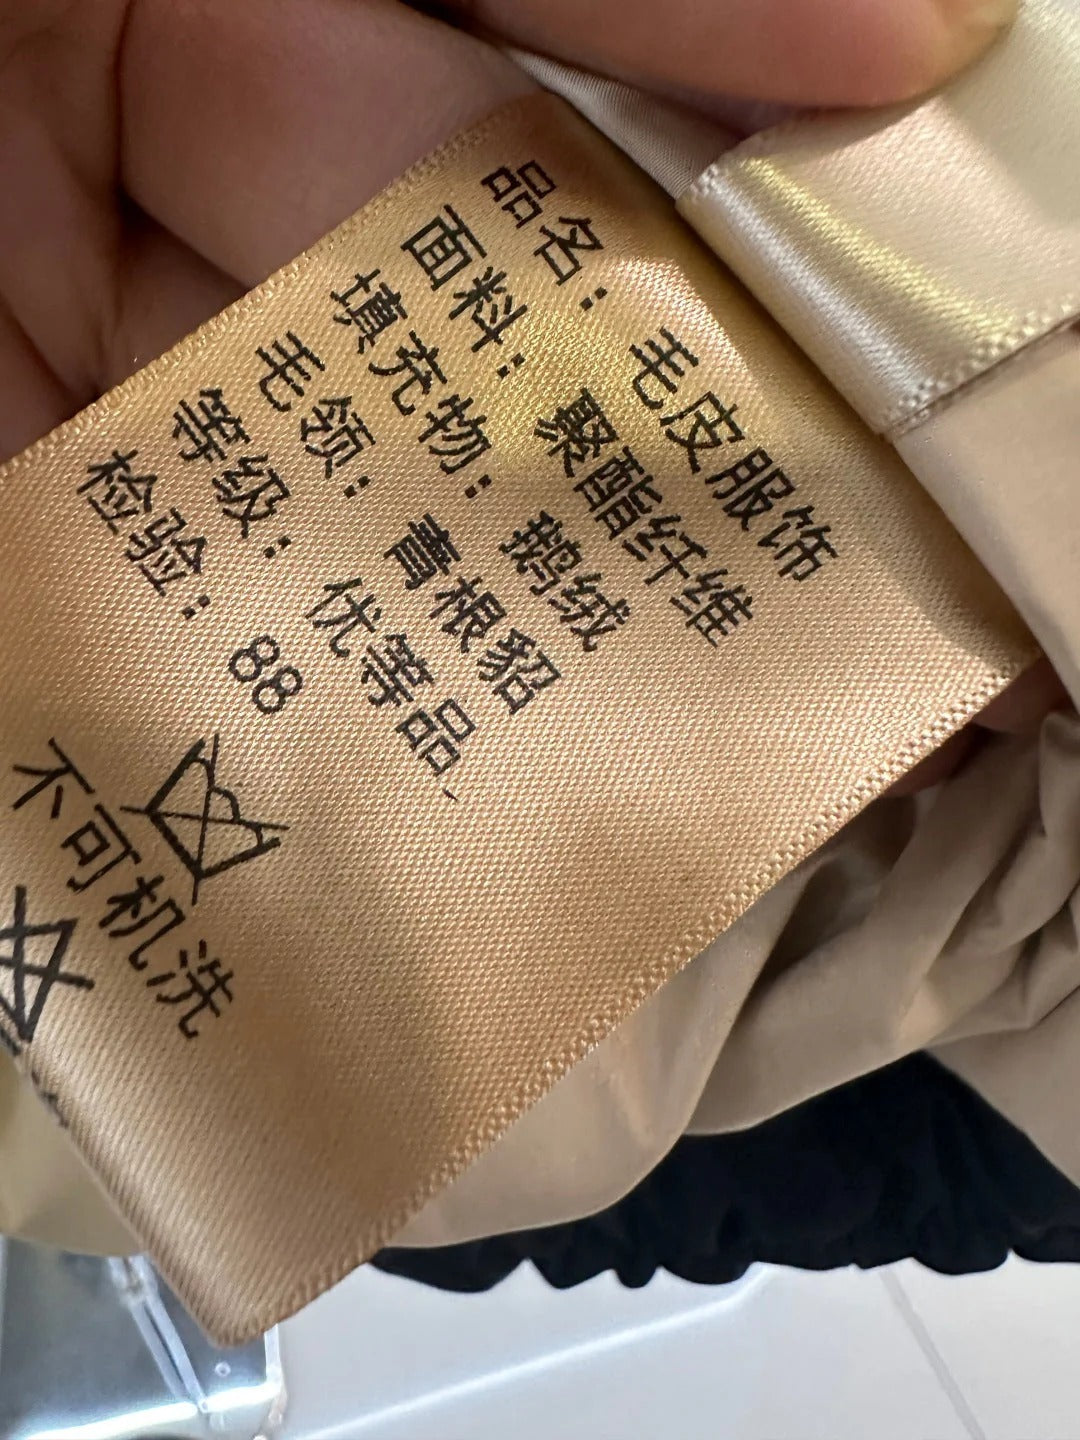 品名：毛皮服饰
面料：聚酯纤维
填充物：鹅绒
毛领：青根貂
等级：优等品
检验：88
不可机洗